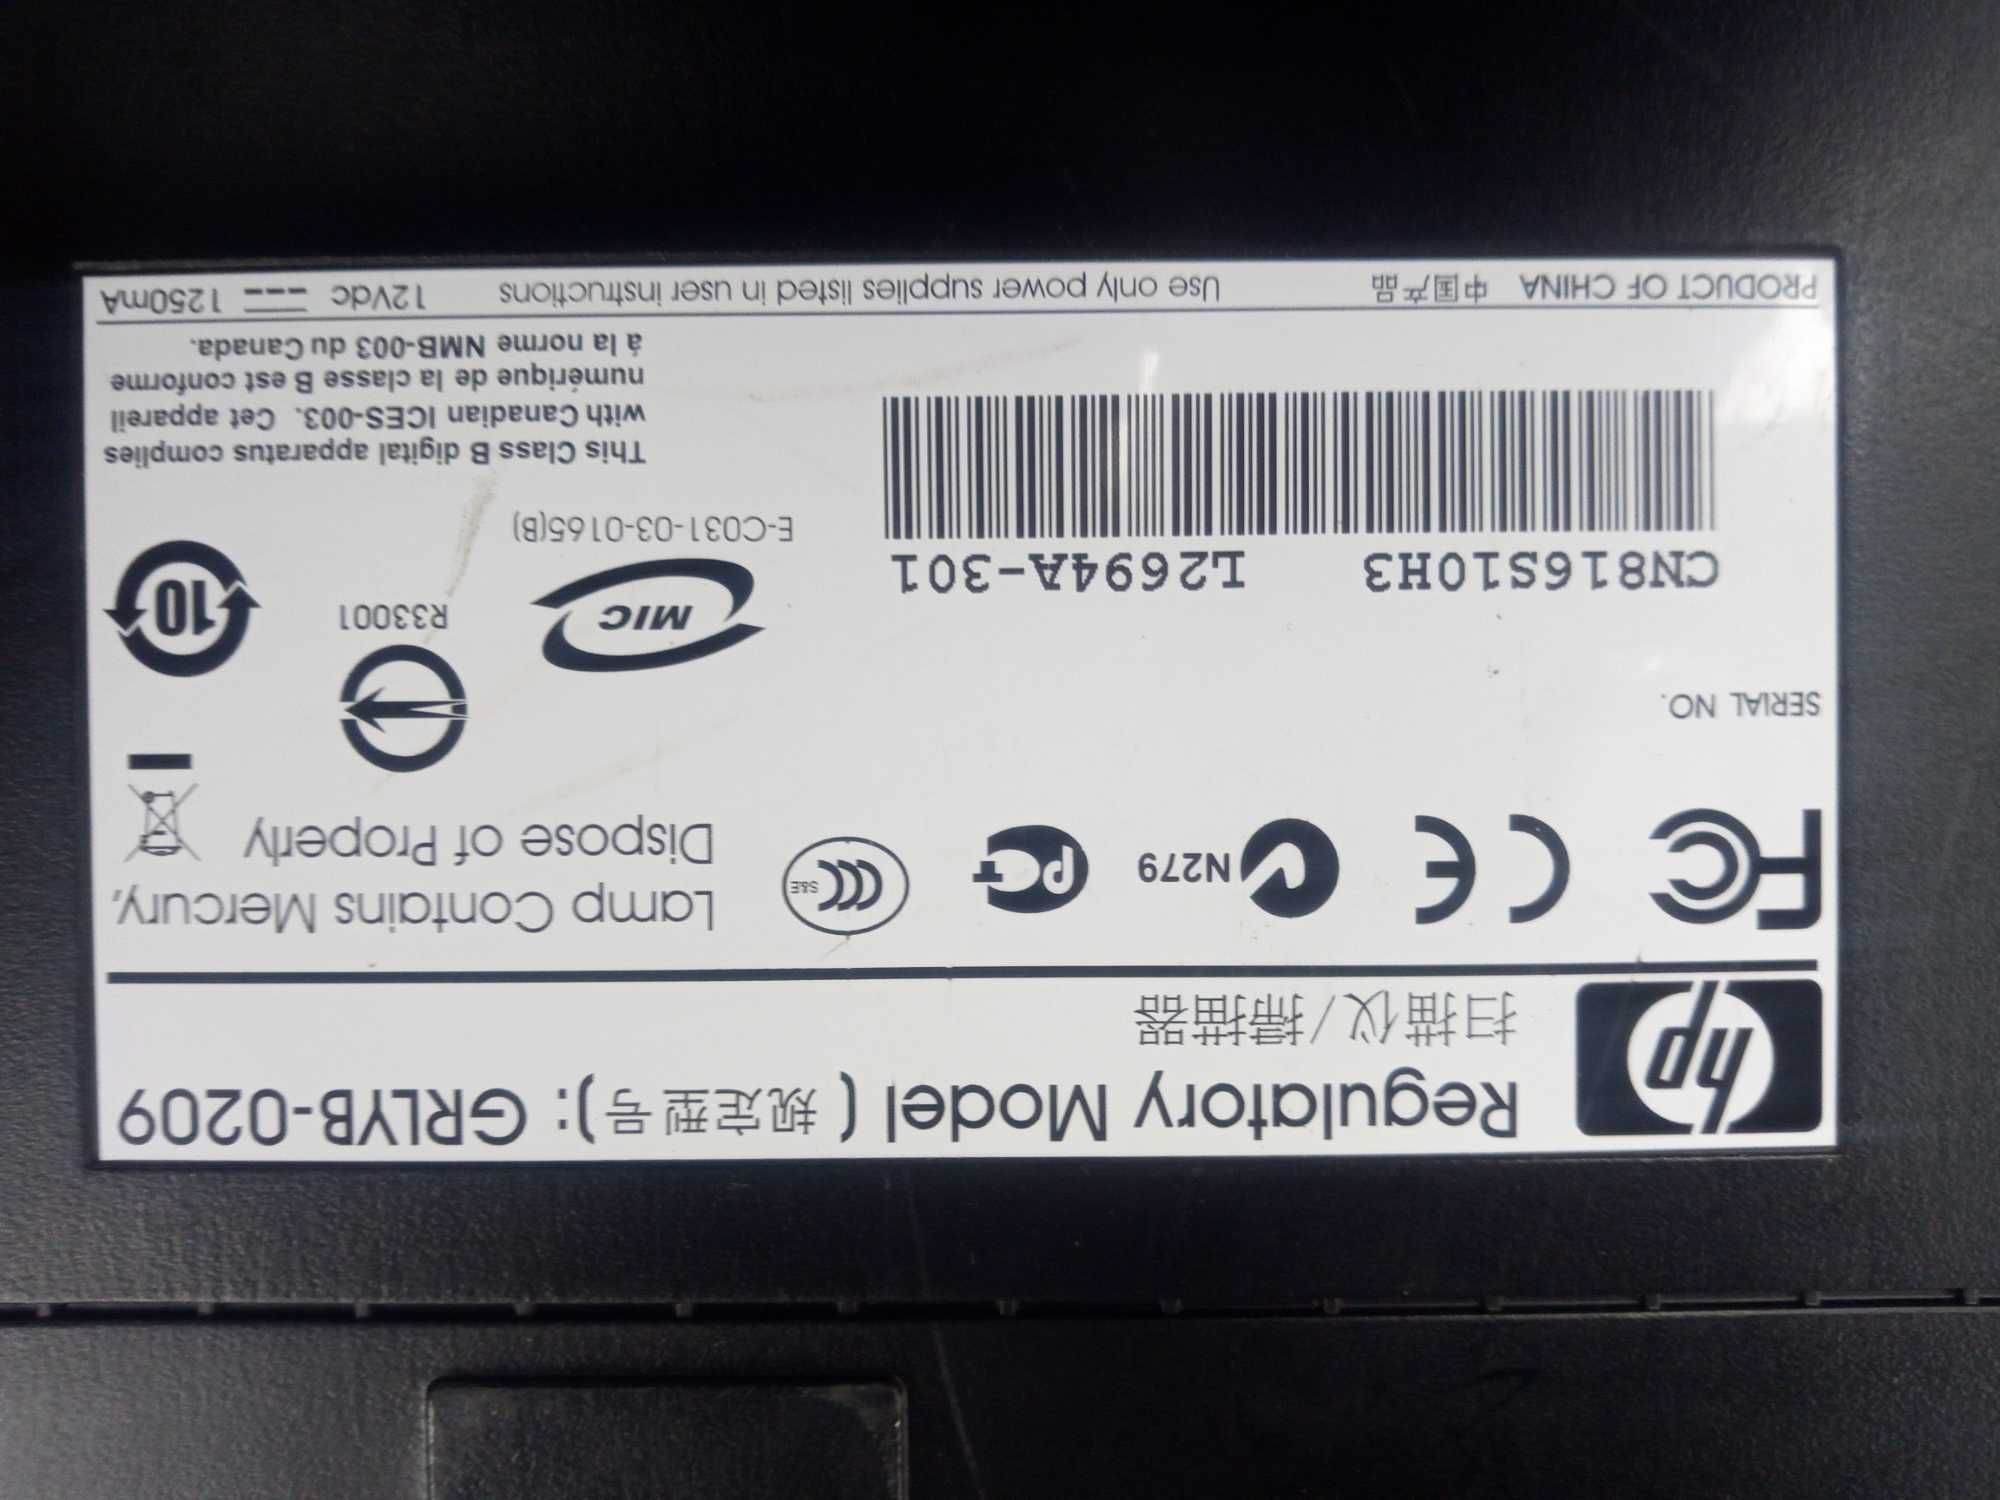 hp
Regulatory Model (规定型号): GRLYB-0209
扫描仪/掃描器
FC
CE
N279
PCT
CCC S&E
Lamp Contains Mercury,
Dispose of Properly
SERIAL NO.
CN816S10H3 L2694A-301
MIC
E-C031-03-0165(B)
R33001
10
This Class B digital apparatus complies
with Canadian ICES-003. Cet appareil
numérique de la classe B est conforme
á la norme NMB-003 du Canada.
PRODUCT OF CHINA 中国产品 Use only power supplies listed in user instructions 12Vdc 1250mA